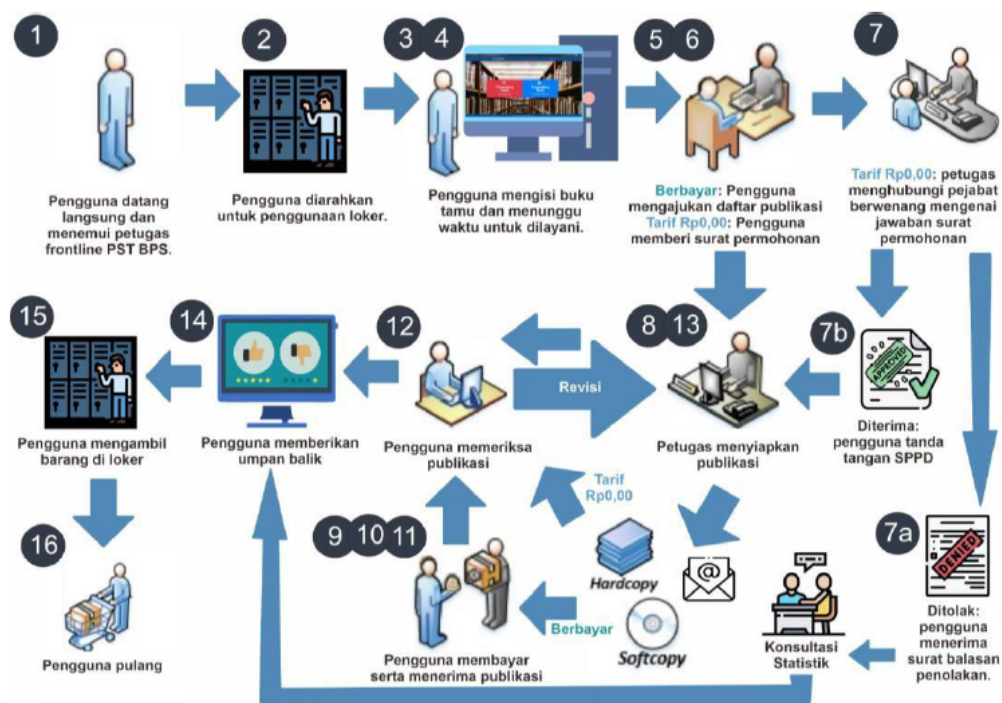 1
Pengguna datang
langsung dan
menemui petugas
frontline PST BPS.
2
Pengguna diarahkan
untuk penggunaan loker.
3 4
Pengguna mengisi buku
tamu dan menunggu
waktu untuk dilayani.
5 6
Berbayar: Pengguna
mengajukan daftar publikasi
Tarif Rp0,00: Pengguna
memberi surat permohonan
7
Tarif Rp0,00: petugas
menghubungi pejabat
berwenang mengenai
jawaban surat
permohonan
15
Pengguna mengambil
barang di loker
14
Pengguna memberikan
umpan balik
12
Pengguna memeriksa
publikasi
Revisi
8 13
Petugas menyiapkan
publikasi
7b
APPROVED
Diterima:
pengguna tanda
tangan SPPD
16
Pengguna pulang
9 10 11
Pengguna membayar
serta menerima publikasi
Tarif
Rp0,00
Berbayar
Hardcopy
Softcopy
@
Konsultasi
Statistik
7a
DENIED
Ditolak:
pengguna
menerima
surat balasan
penolakan.